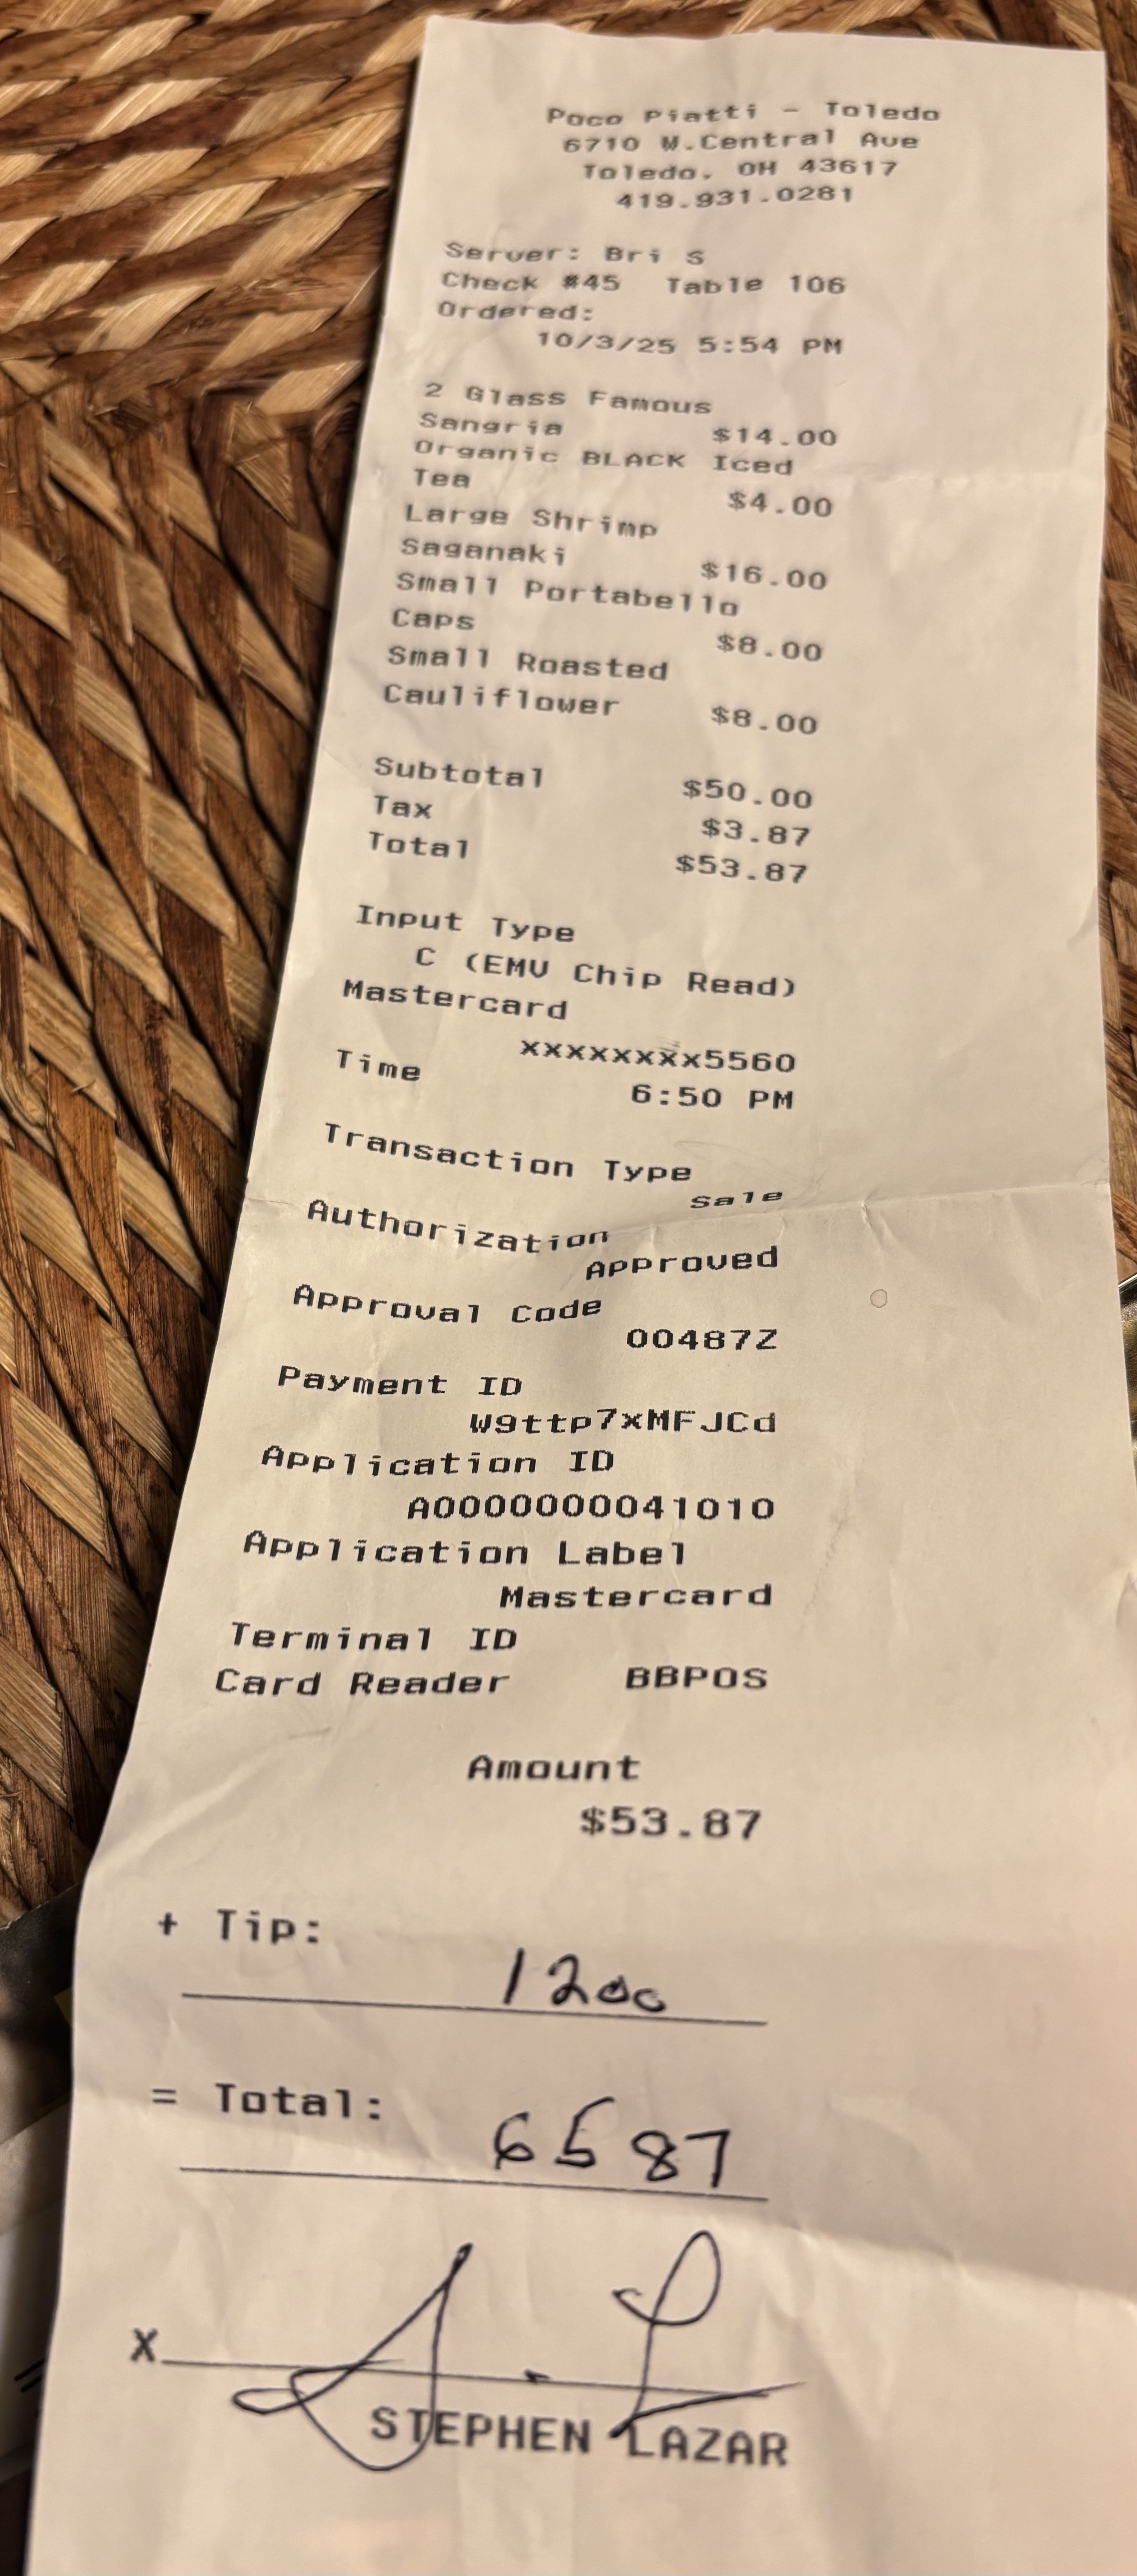 Poco Piatti - Toledo
6710 W.Central Ave
Toledo, OH 43617
419.931.0281
Server: Bri S
Check #45 Table 106
Ordered:
10/3/25 5:54 PM
2 Glass Famous
Sangria $14.00
Organic BLACK Iced
Tea $4.00
Large Shrimp
Saganaki $16.00
Small Portabello
Caps $8.00
Small Roasted
Cauliflower $8.00
Subtotal $50.00
Tax $3.87
Total $53.87
Input Type
C (EMV Chip Read)
Mastercard
xxxxxxxx5560
Time 6:50 PM
Transaction Type
Sale
Authorization
Approved
Approval Code
00487Z
Payment ID
W9ttp7xMFJCd
Application ID
A0000000041010
Application Label
Mastercard
Terminal ID
Card Reader BBPOS
Amount
$53.87
+ Tip: 1200
= Total: 6587
X S. L
STEPHEN LAZAR